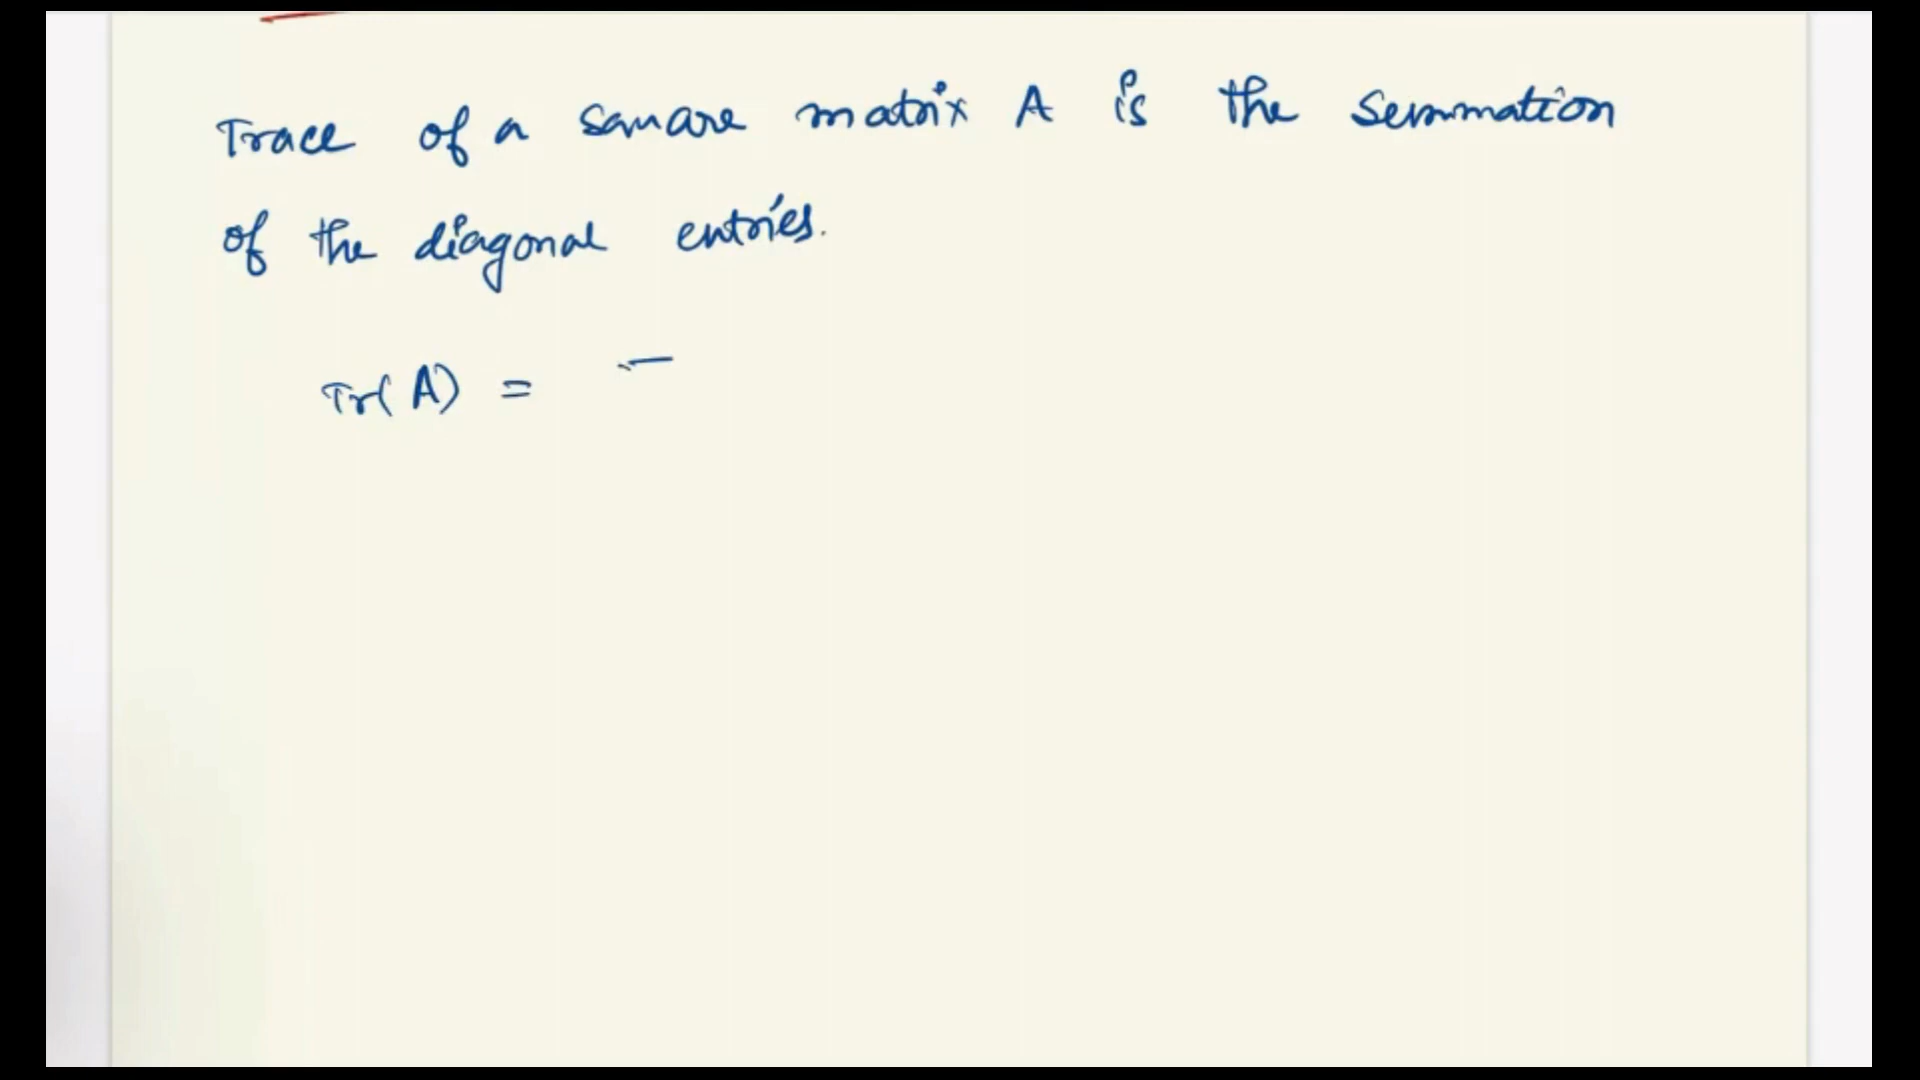 Trace of a square matrix A is the summation
of the diagonal entries.
Tr(A) =